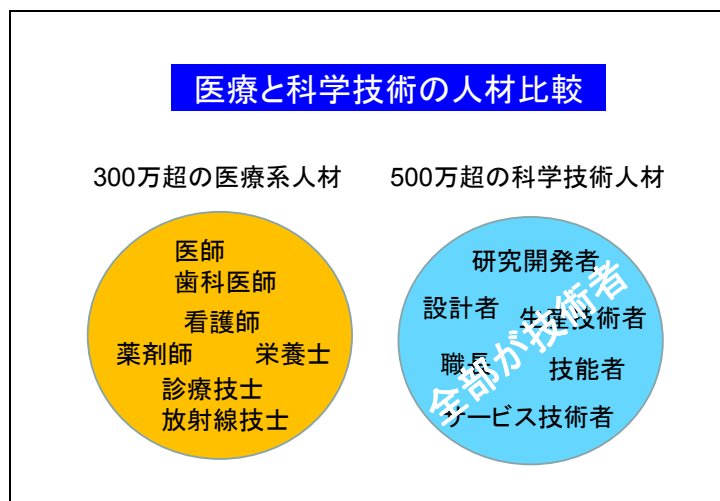 医療と科学技術の人材比較
300万超の医療系人材
医師
歯科医師
看護師
薬剤師 栄養士
診療技士
放射線技士
500万超の科学技術人材
研究開発者
設計者 生産技術者
職長 技能者
サービス技術者
全部が技術者